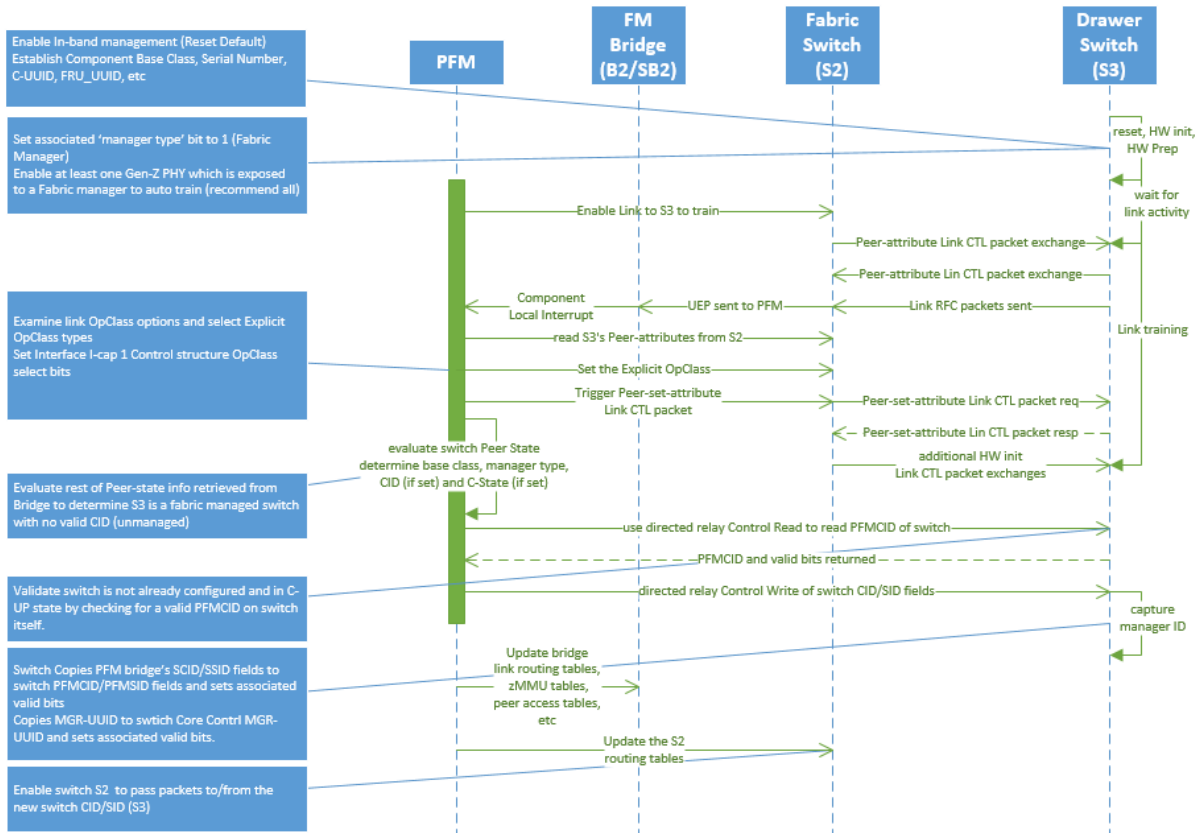 PFM
FM
Bridge
(B2/SB2)
Fabric
Switch
(S2)
Drawer
Switch
(S3)
Enable In-band management (Reset Default)
Establish Component Base Class, Serial Number,
C-UUID, FRU_UUID, etc
Set associated ‘manager type’ bit to 1 (Fabric
Manager)
Enable at least one Gen-Z PHY which is exposed
to a Fabric manager to auto train (recommend all)
reset, HW init,
HW Prep
wait for
link activity
Enable Link to S3 to train
Peer-attribute Link CTL packet exchange
Peer-attribute Lin CTL packet exchange
Component
Local Interrupt
UEP sent to PFM
Link RFC packets sent
Link training
Examine link OpClass options and select Explicit
OpClass types
Set Interface I-cap 1 Control structure OpClass
select bits
read S3's Peer-attributes from S2
Set the Explicit OpClass
Trigger Peer-set-attribute
Link CTL packet
Peer-set-attribute Link CTL packet req
Peer-set-attribute Lin CTL packet resp
evaluate switch Peer State
determine base class, manager type,
CID (if set) and C-State (if set)
additional HW init
Link CTL packet exchanges
Evaluate rest of Peer-state info retrieved from
Bridge to determine S3 is a fabric managed switch
with no valid CID (unmanaged)
use directed relay Control Read to read PFMCID of switch
PFMCID and valid bits returned
Validate switch is not already configured and in C-
UP state by checking for a valid PFMCID on switch
itself.
directed relay Control Write of switch CID/SID fields
capture
manager ID
Switch Copies PFM bridge’s SCID/SSID fields to
switch PFMCID/PFMSID fields and sets associated
valid bits
Copies MGR-UUID to swtich Core Contrl MGR-
UUID and sets associated valid bits.
Update bridge
link routing tables,
zMMU tables,
peer access tables,
etc
Update the S2
routing tables
Enable switch S2 to pass packets to/from the
new switch CID/SID (S3)